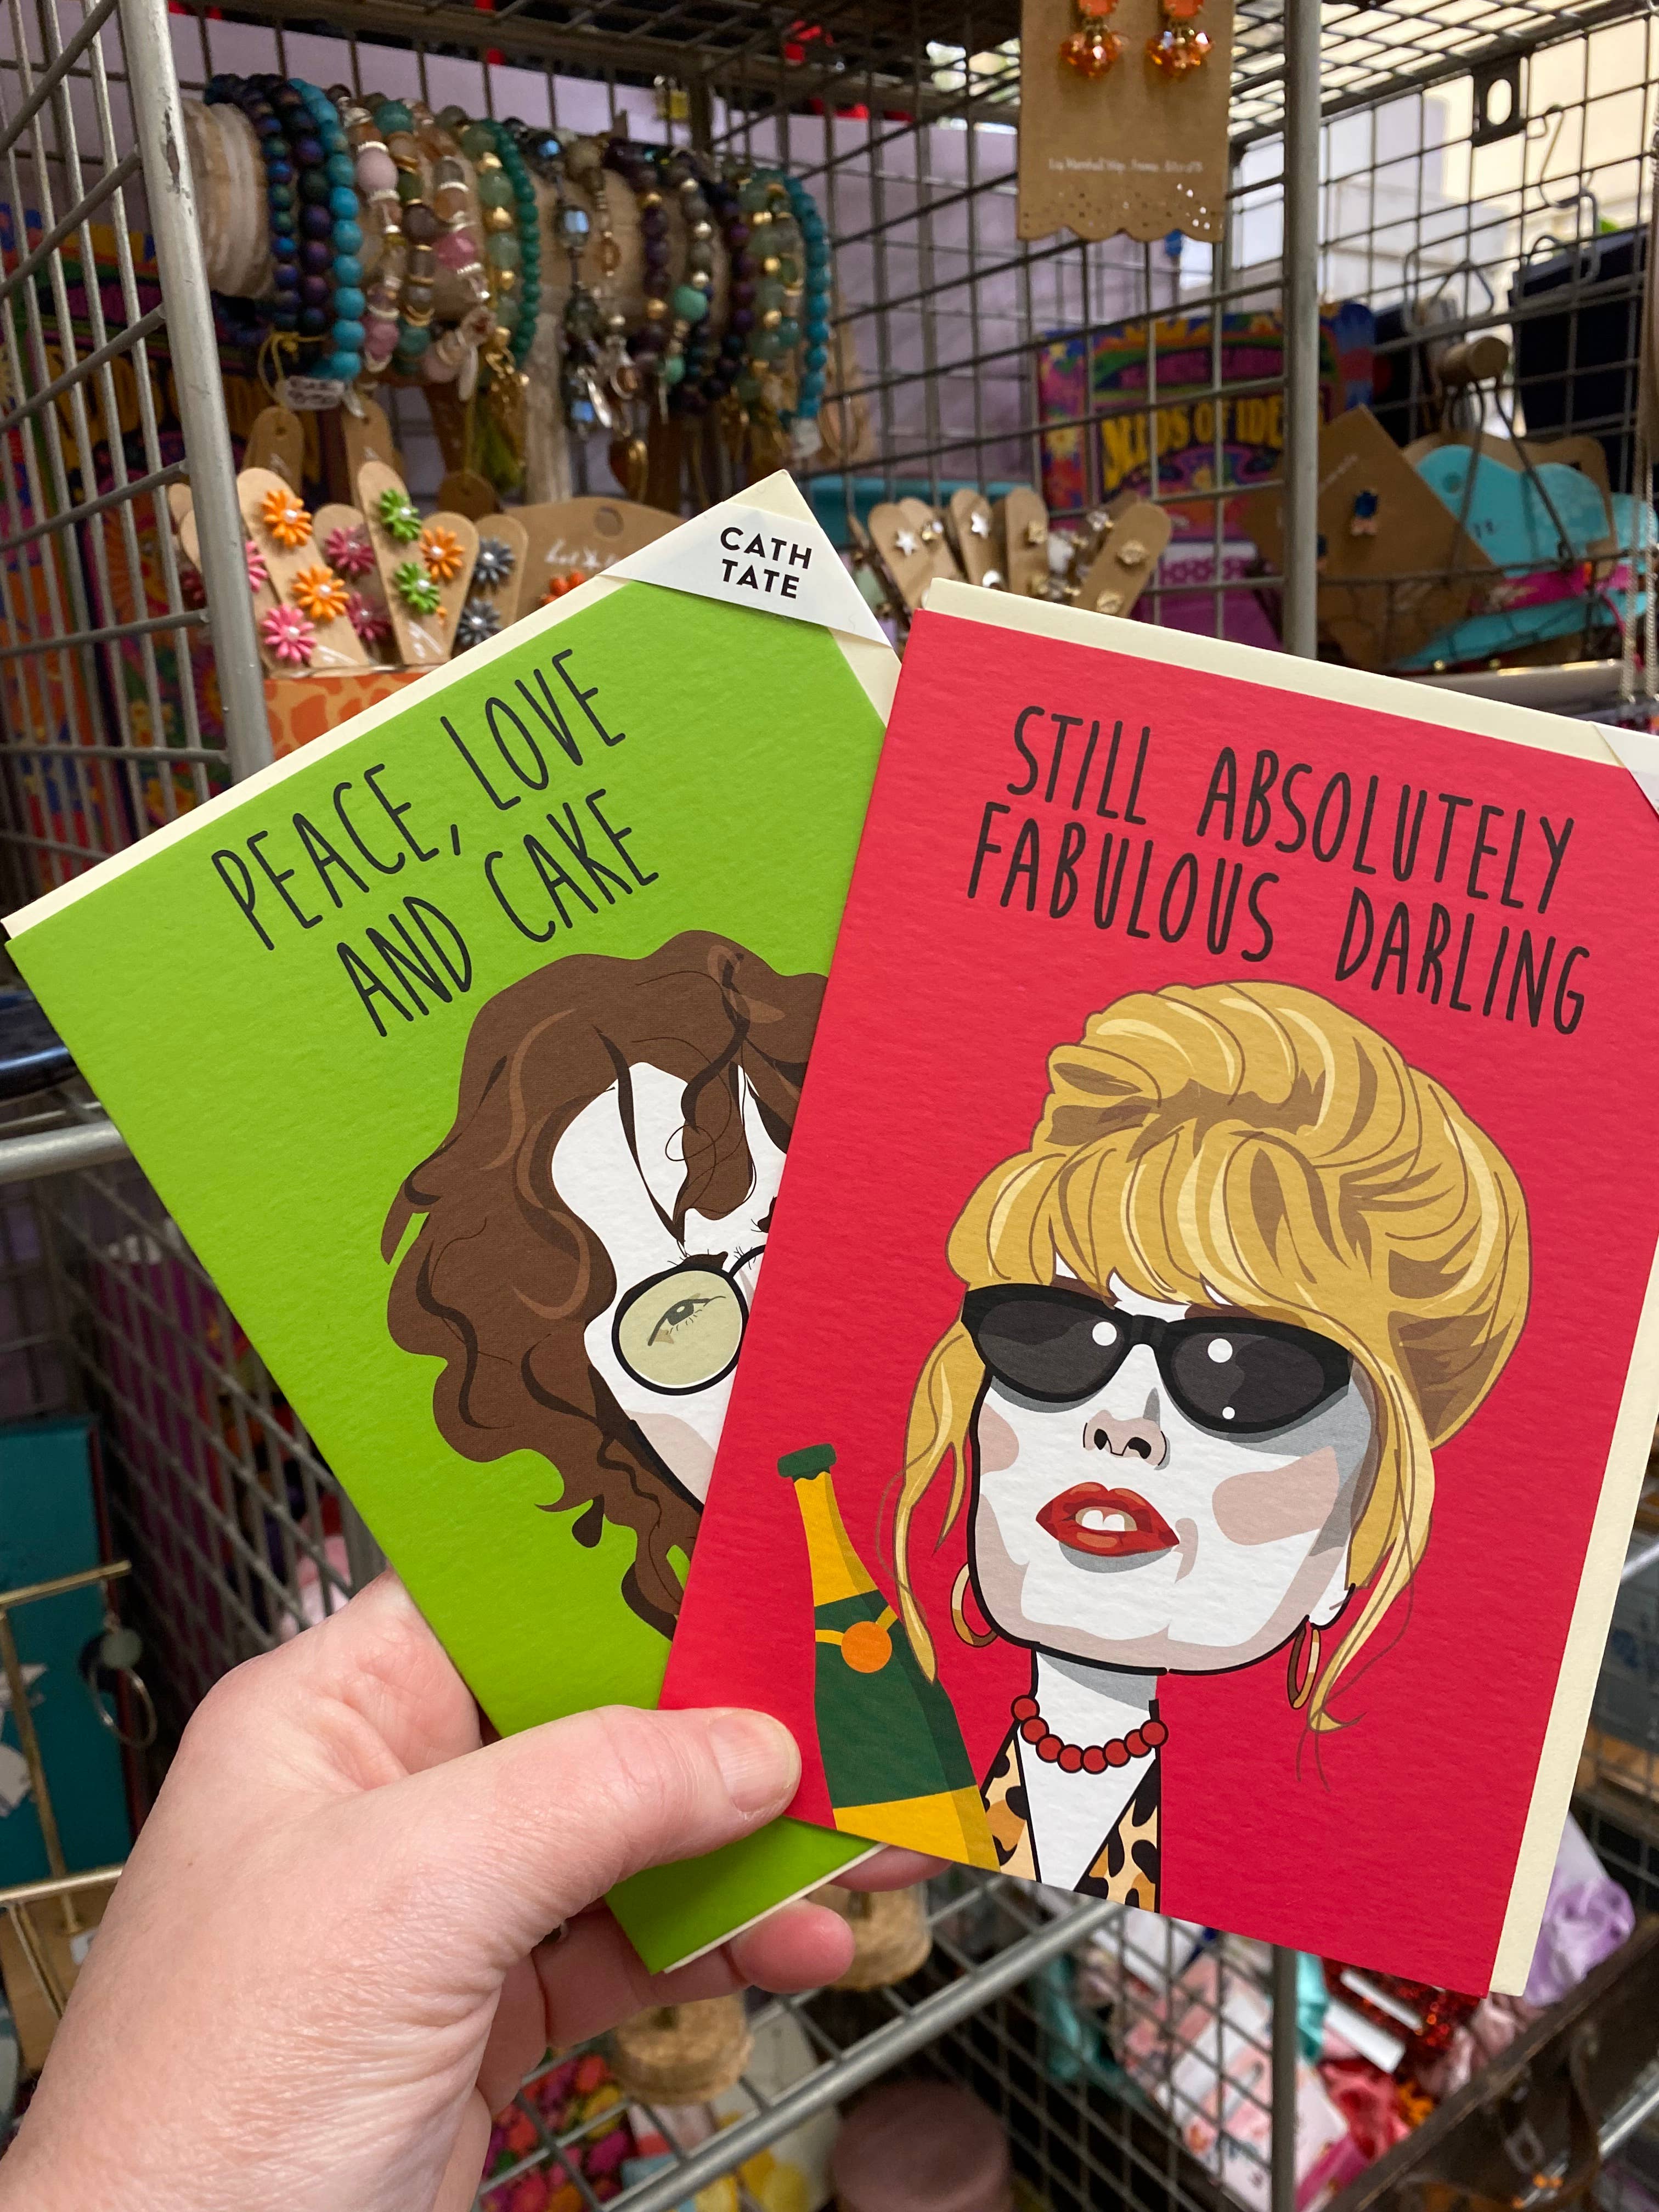 CATH
TATE
PEACE, LOVE
AND CAKE
STILL ABSOLUTELY
FABULOUS DARLING